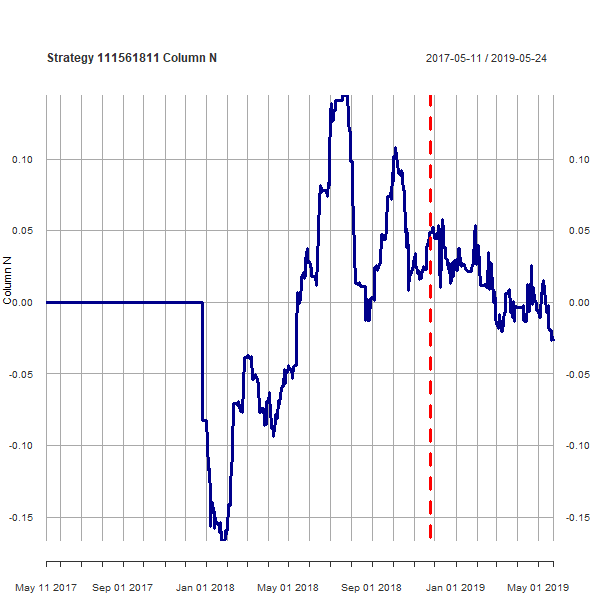 Strategy 111561811 Column N
2017-05-11 / 2019-05-24
Column N
0.10
0.05
0.00
-0.05
-0.10
-0.15
0.10
0.05
0.00
-0.05
-0.10
-0.15
May 11 2017
Sep 01 2017
Jan 01 2018
May 01 2018
Sep 01 2018
Jan 01 2019
May 01 2019